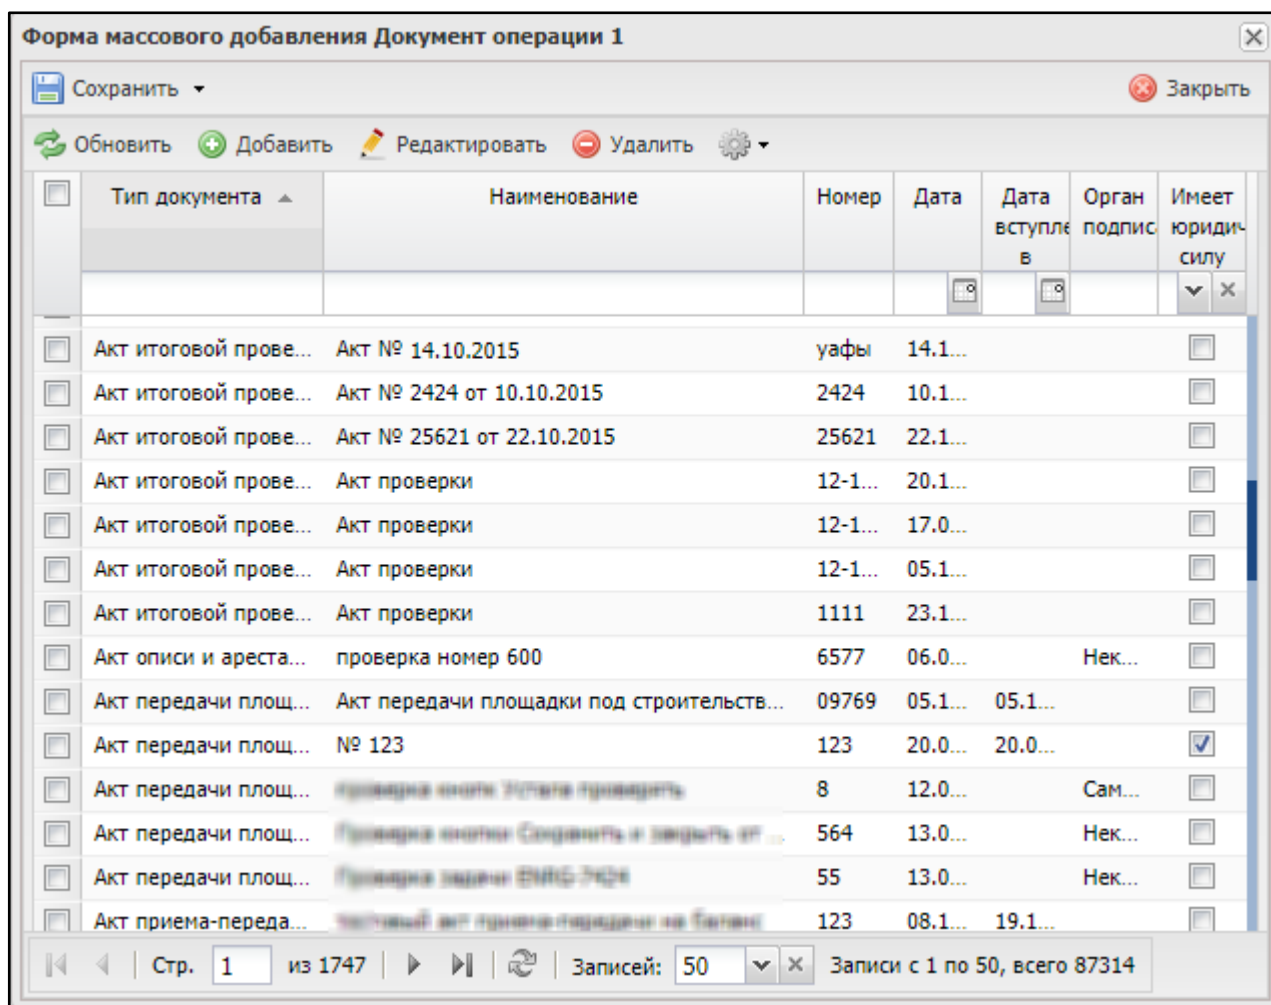 Форма массового добавления Документ операции 1
Сохранить Закрыть
Обновить Добавить Редактировать Удалить
Тип документа Наименование Номер Дата Дата вступле в Орган подпис Имеет юридич силу
Акт итоговой прове... Акт № 14.10.2015 уафы 14.1...
Акт итоговой прове... Акт № 2424 от 10.10.2015 2424 10.1...
Акт итоговой прове... Акт № 25621 от 22.10.2015 25621 22.1...
Акт итоговой прове... Акт проверки 12-1... 20.1...
Акт итоговой прове... Акт проверки 12-1... 17.0...
Акт итоговой прове... Акт проверки 12-1... 05.1...
Акт итоговой прове... Акт проверки 1111 23.1...
Акт описи и ареста... проверка номер 600 6577 06.0... Нек...
Акт передачи площ... Акт передачи площадки под строительств... 09769 05.1... 05.1...
Акт передачи площ... № 123 123 20.0... 20.0...
Акт передачи площ... 8 12.0... Сам...
Акт передачи площ... 564 13.0... Нек...
Акт передачи площ... 55 13.0... Нек...
Акт приема-переда... 123 08.1... 19.1...
Стр. 1 из 1747 Записей: 50 Записи с 1 по 50, всего 87314